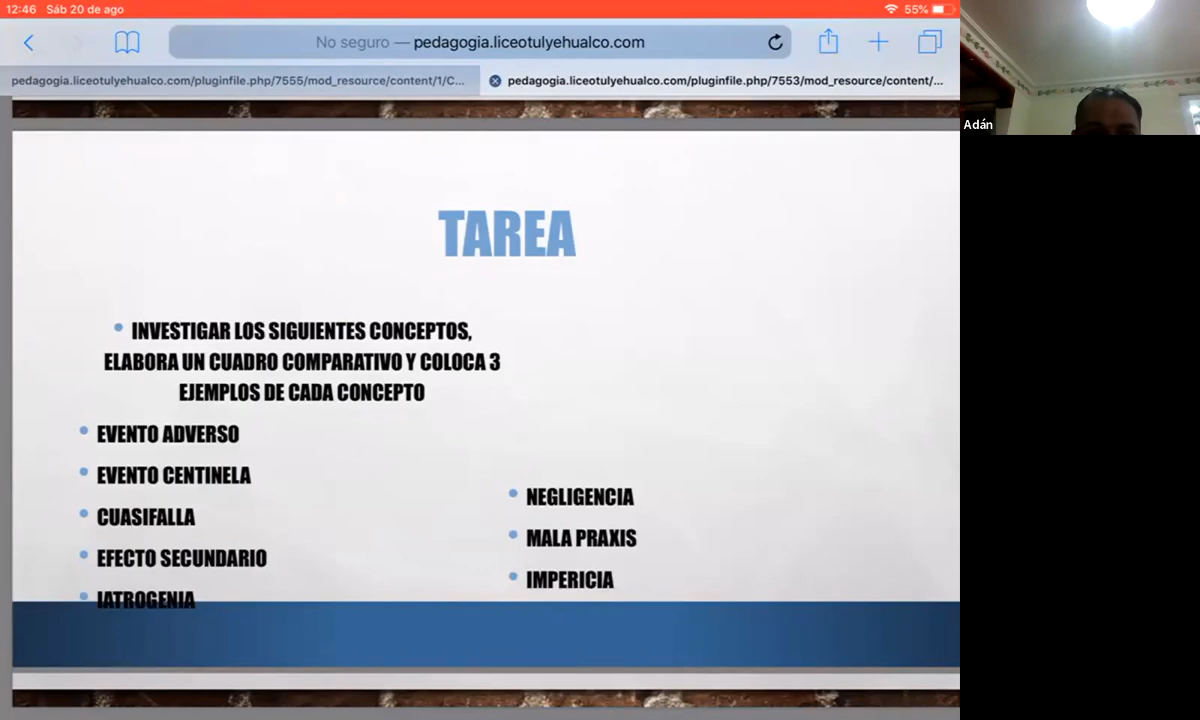 12:46 Sáb 20 de ago
55%
No seguro — pedagogia.liceotulyehualco.com
pedagogia.liceotulyehualco.com/pluginfile.php/7555/mod_resource/content/1/C...
pedagogia.liceotulyehualco.com/pluginfile.php/7553/mod_resource/content/...
Adán
TAREA
• INVESTIGAR LOS SIGUIENTES CONCEPTOS,
ELABORA UN CUADRO COMPARATIVO Y COLOCA 3
EJEMPLOS DE CADA CONCEPTO
• EVENTO ADVERSO
• EVENTO CENTINELA
• CUASIFALLA
• EFECTO SECUNDARIO
• IATROGENIA
• NEGLIGENCIA
• MALA PRAXIS
• IMPERICIA